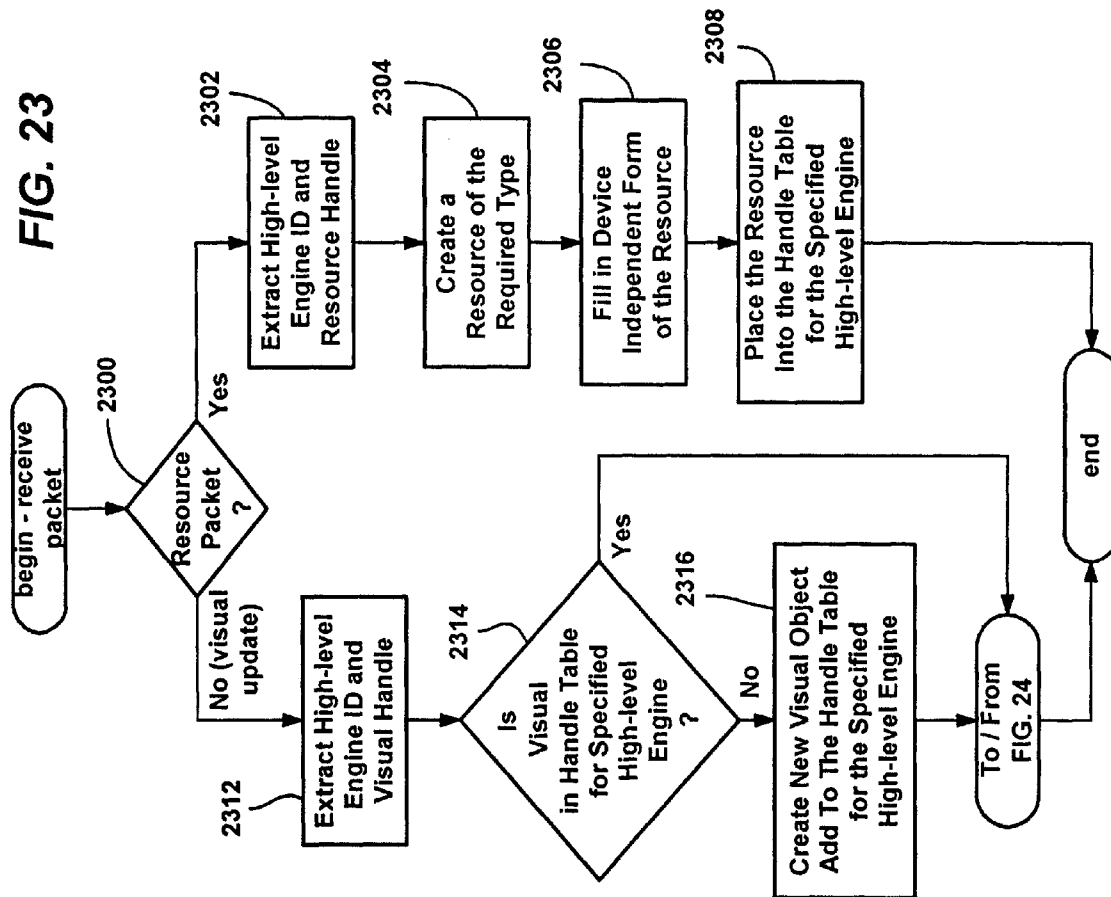 FIG. 23
begin - receive
packet
2300
Resource
Packet
?
Yes
No (visual
update)
2302
Extract High-level
Engine ID and
Resource Handle
2304
Create a
Resource of the
Required Type
2306
Fill in Device
Independent Form
of the Resource
2308
Place the Resource
Into the Handle Table
for the Specified
High-level Engine
2312
Extract High-level
Engine ID and
Visual Handle
2314
Is
Visual
in Handle Table
for Specified
High-level
Engine
?
Yes
No
2316
Create New Visual Object
Add To The Handle Table
for the Specified
High-level Engine
To / From
FIG. 24
end